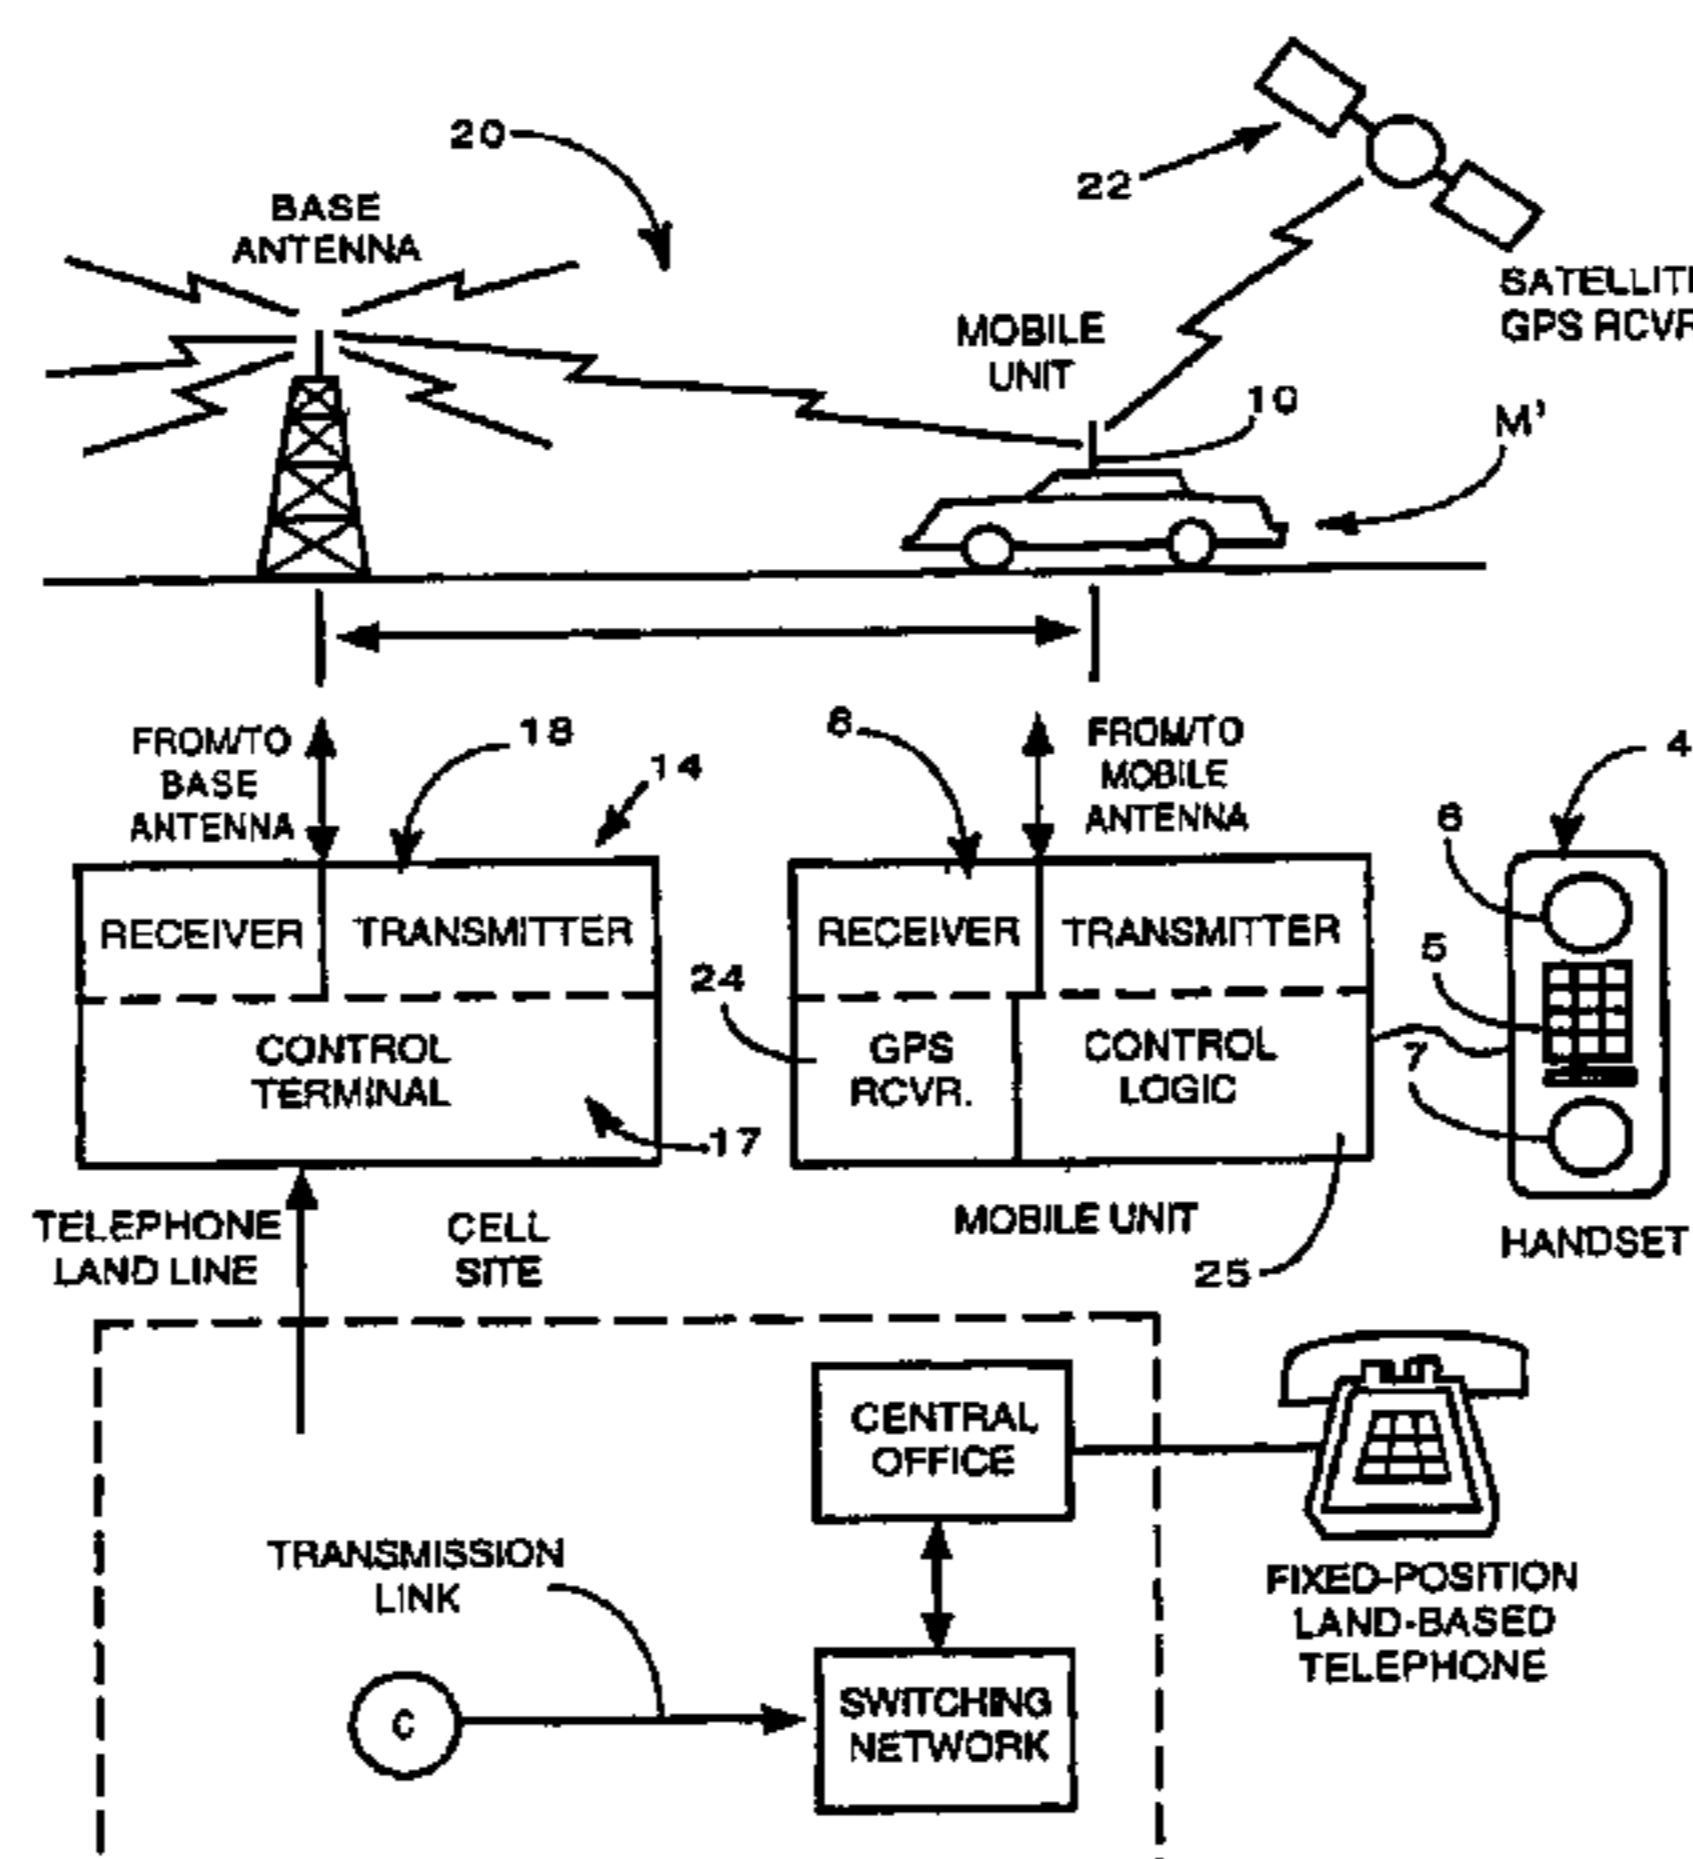 20
22
BASE
ANTENNA
SATELLITE
GPS RCVR
MOBILE
UNIT
10
M'
FROM/TO
BASE
ANTENNA
18
14
8
FROM/TO
MOBILE
ANTENNA
4
6
5
7
RECEIVER
TRANSMITTER
CONTROL
TERMINAL
17
24
RECEIVER
TRANSMITTER
GPS
RCVR.
CONTROL
LOGIC
TELEPHONE
LAND LINE
CELL
SITE
MOBILE UNIT
25
HANDSET
CENTRAL
OFFICE
TRANSMISSION
LINK
C
SWITCHING
NETWORK
FIXED-POSITION
LAND-BASED
TELEPHONE